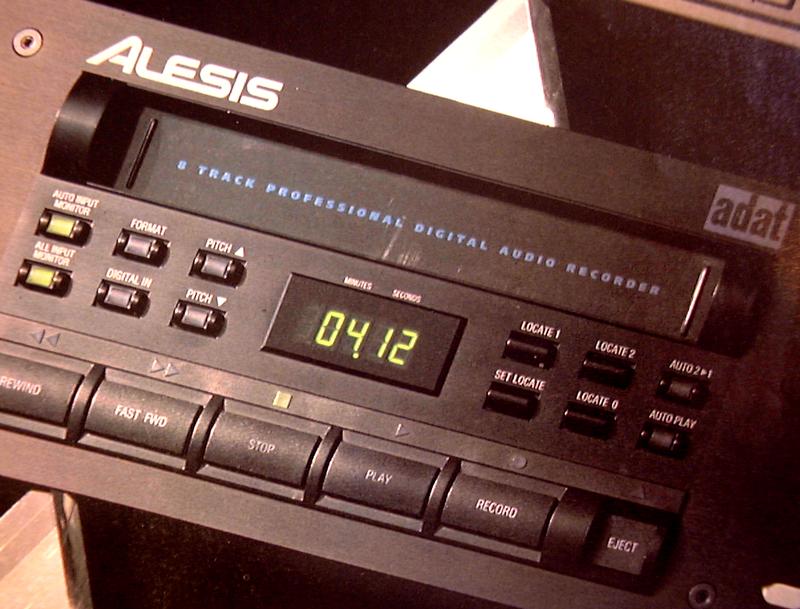 ALESIS
8 TRACK PROFESSIONAL DIGITAL AUDIO RECORDER
adat
AUTO INPUT
MONITOR
FORMAT
PITCH ▲
ALL INPUT
MONITOR
DIGITAL IN
PITCH ▼
MINUTES SECONDS
04.12
LOCATE 1
LOCATE 2
AUTO 2▸1
SET LOCATE
LOCATE 0
AUTO PLAY
REWIND
FAST FWD
STOP
PLAY
RECORD
EJECT